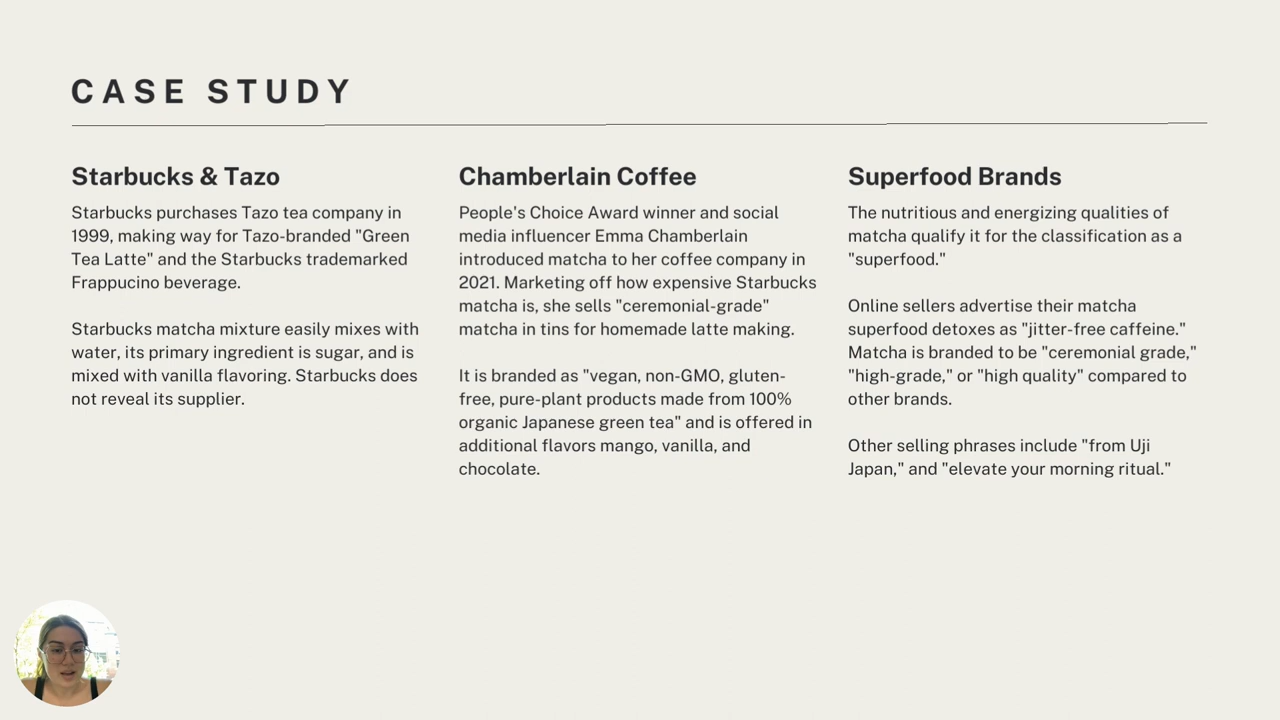 CASE STUDY
Starbucks & Tazo
Starbucks purchases Tazo tea company in
1999, making way for Tazo-branded "Green
Tea Latte" and the Starbucks trademarked
Frappucino beverage.
Starbucks matcha mixture easily mixes with
water, its primary ingredient is sugar, and is
mixed with vanilla flavoring. Starbucks does
not reveal its supplier.
Chamberlain Coffee
People's Choice Award winner and social
media influencer Emma Chamberlain
introduced matcha to her coffee company in
2021. Marketing off how expensive Starbucks
matcha is, she sells "ceremonial-grade"
matcha in tins for homemade latte making.
It is branded as "vegan, non-GMO, gluten-
free, pure-plant products made from 100%
organic Japanese green tea" and is offered in
additional flavors mango, vanilla, and
chocolate.
Superfood Brands
The nutritious and energizing qualities of
matcha qualify it for the classification as a
"superfood."
Online sellers advertise their matcha
superfood detoxes as "jitter-free caffeine."
Matcha is branded to be "ceremonial grade,"
"high-grade," or "high quality" compared to
other brands.
Other selling phrases include "from Uji
Japan," and "elevate your morning ritual."